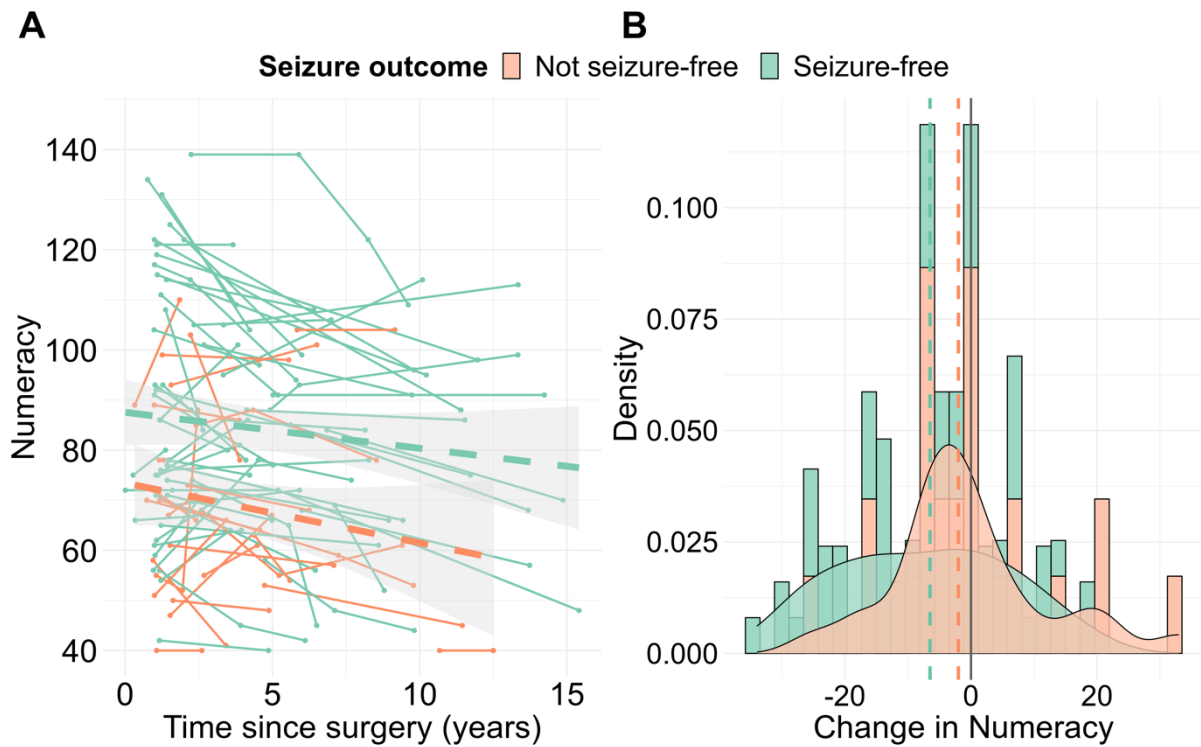 A
B
Seizure outcome Not seizure-free Seizure-free
Numeracy
140
120
100
80
60
40
0 5 10 15
Time since surgery (years)
Density
0.100
0.075
0.050
0.025
0.000
-20 0 20
Change in Numeracy